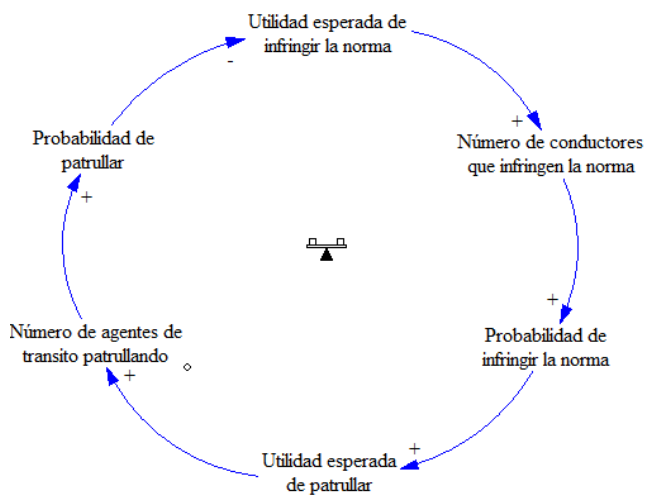 Utilidad esperada de
infringir la norma
-
+
Número de conductores
que infringen la norma
+
Probabilidad de
infringir la norma
+
Utilidad esperada
de patrullar
+
Número de agentes de
transito patrullando
+
Probabilidad de
patrullar